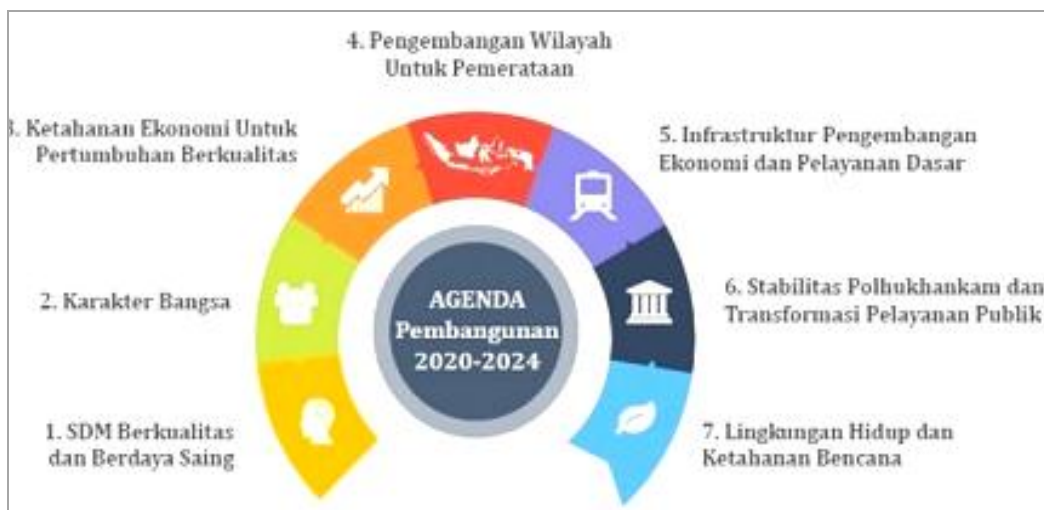 4. Pengembangan Wilayah
Untuk Pemerataan
3. Ketahanan Ekonomi Untuk
Pertumbuhan Berkualitas
5. Infrastruktur Pengembangan
Ekonomi dan Pelayanan Dasar
2. Karakter Bangsa
AGENDA
Pembangunan
2020-2024
6. Stabilitas Polhukhankam dan
Transformasi Pelayanan Publik
1. SDM Berkualitas
dan Berdaya Saing
7. Lingkungan Hidup dan
Ketahanan Bencana